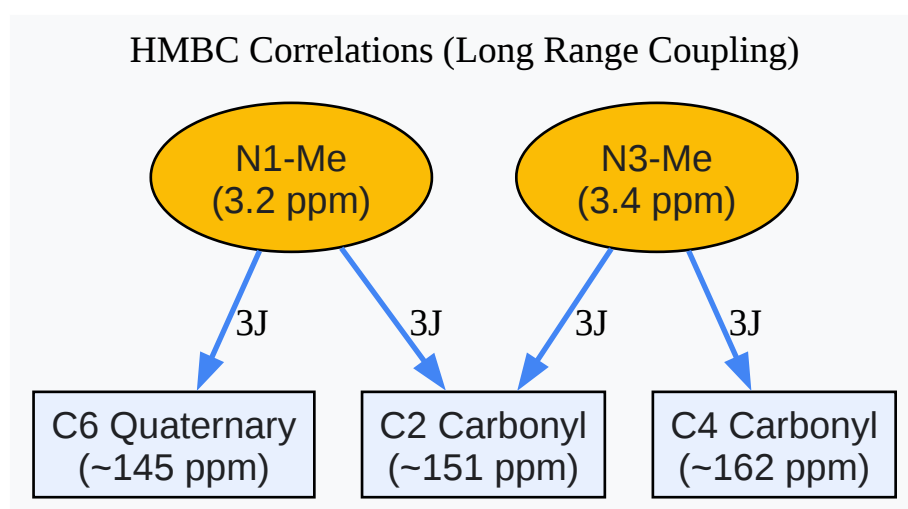 HMBC Correlations (Long Range Coupling)
N1-Me
(3.2 ppm)
N3-Me
(3.4 ppm)
3J
3J
3J
3J
C6 Quaternary
(~145 ppm)
C2 Carbonyl
(~151 ppm)
C4 Carbonyl
(~162 ppm)